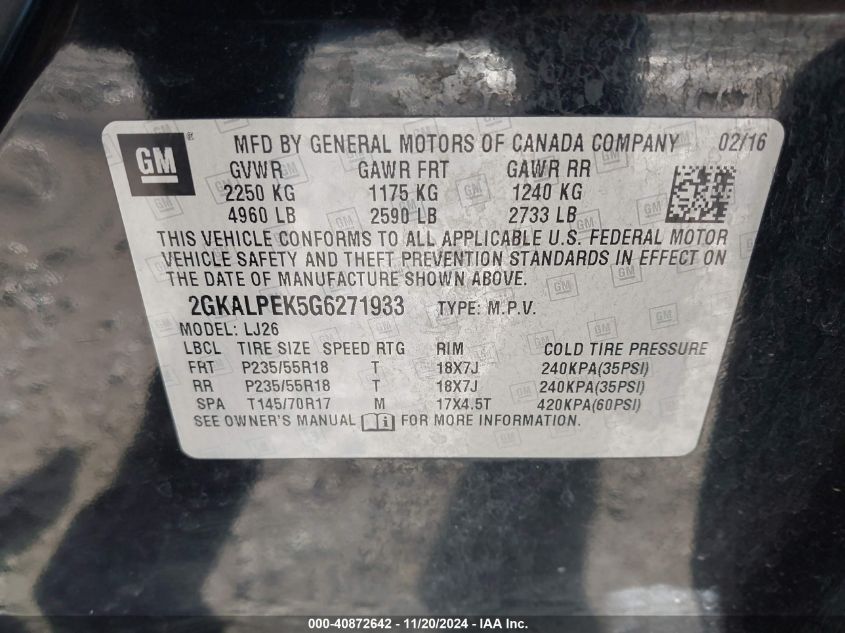 GM MFD BY GENERAL MOTORS OF CANADA COMPANY 02/16
GVWR GAWR FRT GAWR RR
2250 KG 1175 KG 1240 KG
4960 LB 2590 LB 2733 LB
THIS VEHICLE CONFORMS TO ALL APPLICABLE U.S. FEDERAL MOTOR
VEHICLE SAFETY AND THEFT PREVENTION STANDARDS IN EFFECT ON
THE DATE OF MANUFACTURE SHOWN ABOVE.
2GKALPEK5G6271933 TYPE: M.P.V.
MODEL: LJ26
LBCL TIRE SIZE SPEED RTG RIM COLD TIRE PRESSURE
FRT P235/55R18 T 18X7J 240KPA(35PSI)
RR P235/55R18 T 18X7J 240KPA(35PSI)
SPA T145/70R17 M 17X4.5T 420KPA(60PSI)
SEE OWNER'S MANUAL FOR MORE INFORMATION.
000-40872642 - 11/20/2024 - IAA Inc.